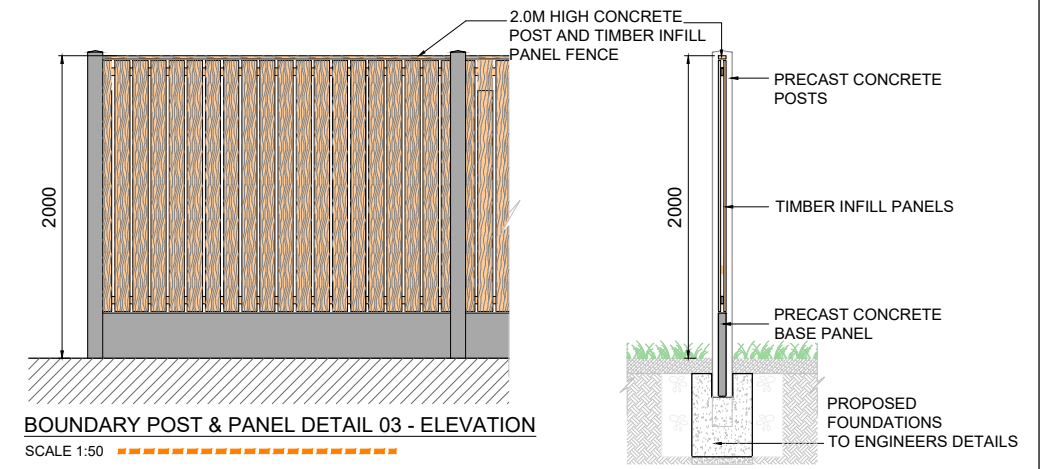 2.0M HIGH CONCRETE
POST AND TIMBER INFILL
PANEL FENCE
2000
2000
PRECAST CONCRETE
POSTS
TIMBER INFILL PANELS
PRECAST CONCRETE
BASE PANEL
PROPOSED
FOUNDATIONS
TO ENGINEERS DETAILS
BOUNDARY POST & PANEL DETAIL 03 - ELEVATION
SCALE 1:50